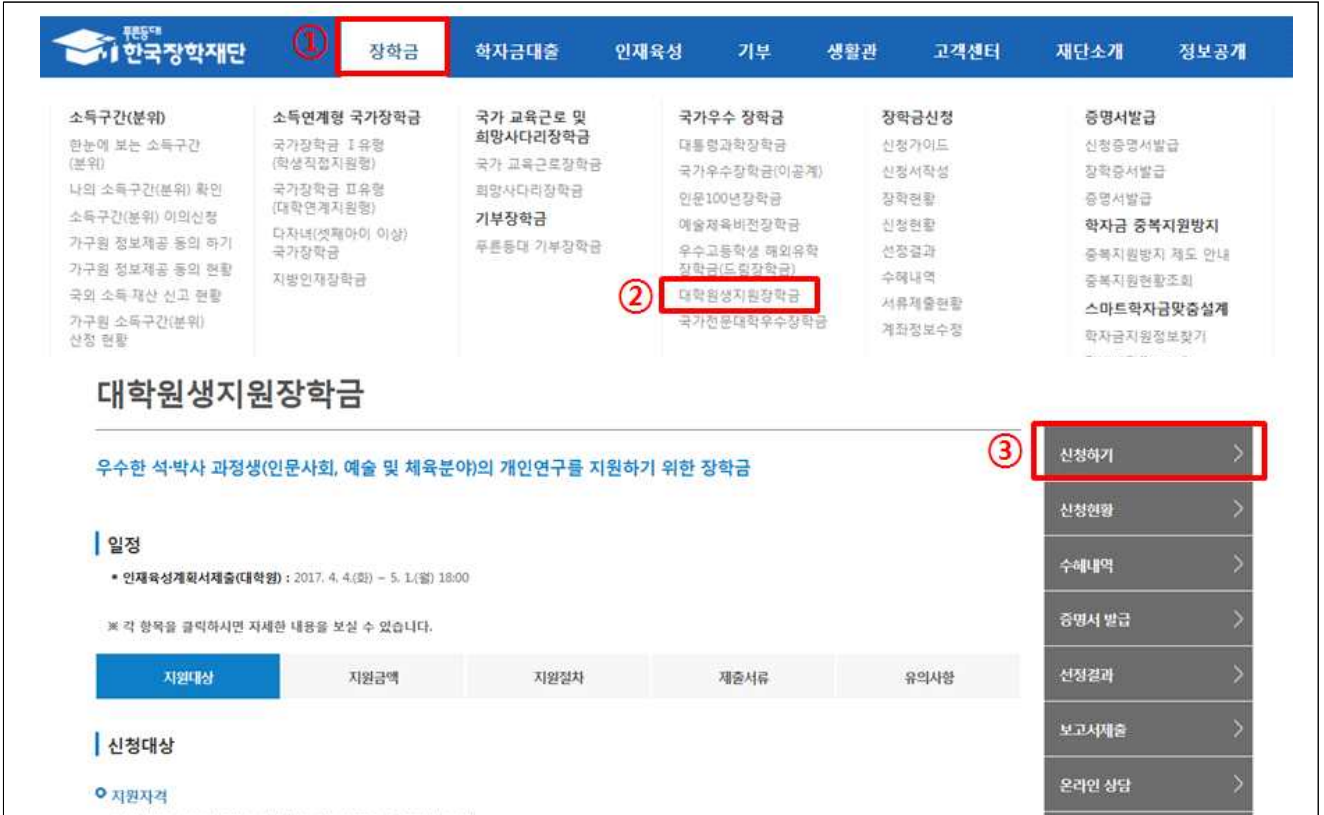 푸른등대
한국장학재단
① 장학금 학자금대출 인재육성 기부 생활관 고객센터 재단소개 정보공개
소득구간(분위)
한눈에 보는 소득구간
(분위)
나의 소득구간(분위) 확인
소득구간(분위) 이의신청
가구원 정보제공 동의 하기
가구원 정보제공 동의 현황
국외 소득·재산 신고 현황
가구원 소득구간(분위)
산정 현황
소득연계형 국가장학금
국가장학금 Ⅰ유형
(학생직접지원형)
국가장학금 Ⅱ유형
(대학연계지원형)
다자녀(셋째아이 이상)
국가장학금
지방인재장학금
국가 교육근로 및
희망사다리장학금
국가 교육근로장학금
희망사다리장학금
기부장학금
푸른등대 기부장학금
국가우수 장학금
대통령과학장학금
국가우수장학금(이공계)
인문100년장학금
예술체육비전장학금
우수고등학생 해외유학
장학금(드림장학금)
② 대학원생지원장학금
국가전문대학우수장학금
장학금신청
신청가이드
신청서작성
장학현황
신청현황
선정결과
수혜내역
서류제출현황
계좌정보수정
증명서발급
신청증명서발급
장학증서발급
증명서발급
학자금 중복지원방지
중복지원방지 제도 안내
중복지원현황조회
스마트학자금맞춤설계
학자금지원정보찾기
대학원생지원장학금
우수한 석·박사 과정생(인문사회, 예술 및 체육분야)의 개인연구를 지원하기 위한 장학금
일정
• 인재육성계획서제출(대학원) : 2017. 4. 4.(화) ~ 5. 1.(월) 18:00
※ 각 항목을 클릭하시면 자세한 내용을 보실 수 있습니다.
지원대상 지원금액 지원절차 제출서류 유의사항
신청대상
지원자격
③ 신청하기
신청현황
수혜내역
증명서 발급
선정결과
보고서제출
온라인 상담